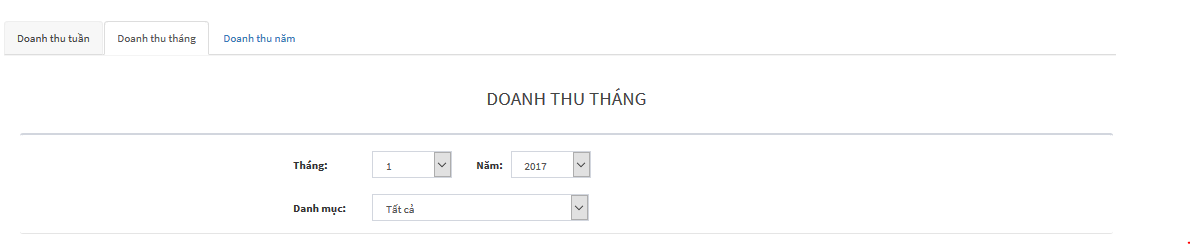 Doanh thu tuần Doanh thu tháng Doanh thu năm
DOANH THU THÁNG
Tháng: 1 Năm: 2017
Danh mục: Tất cả